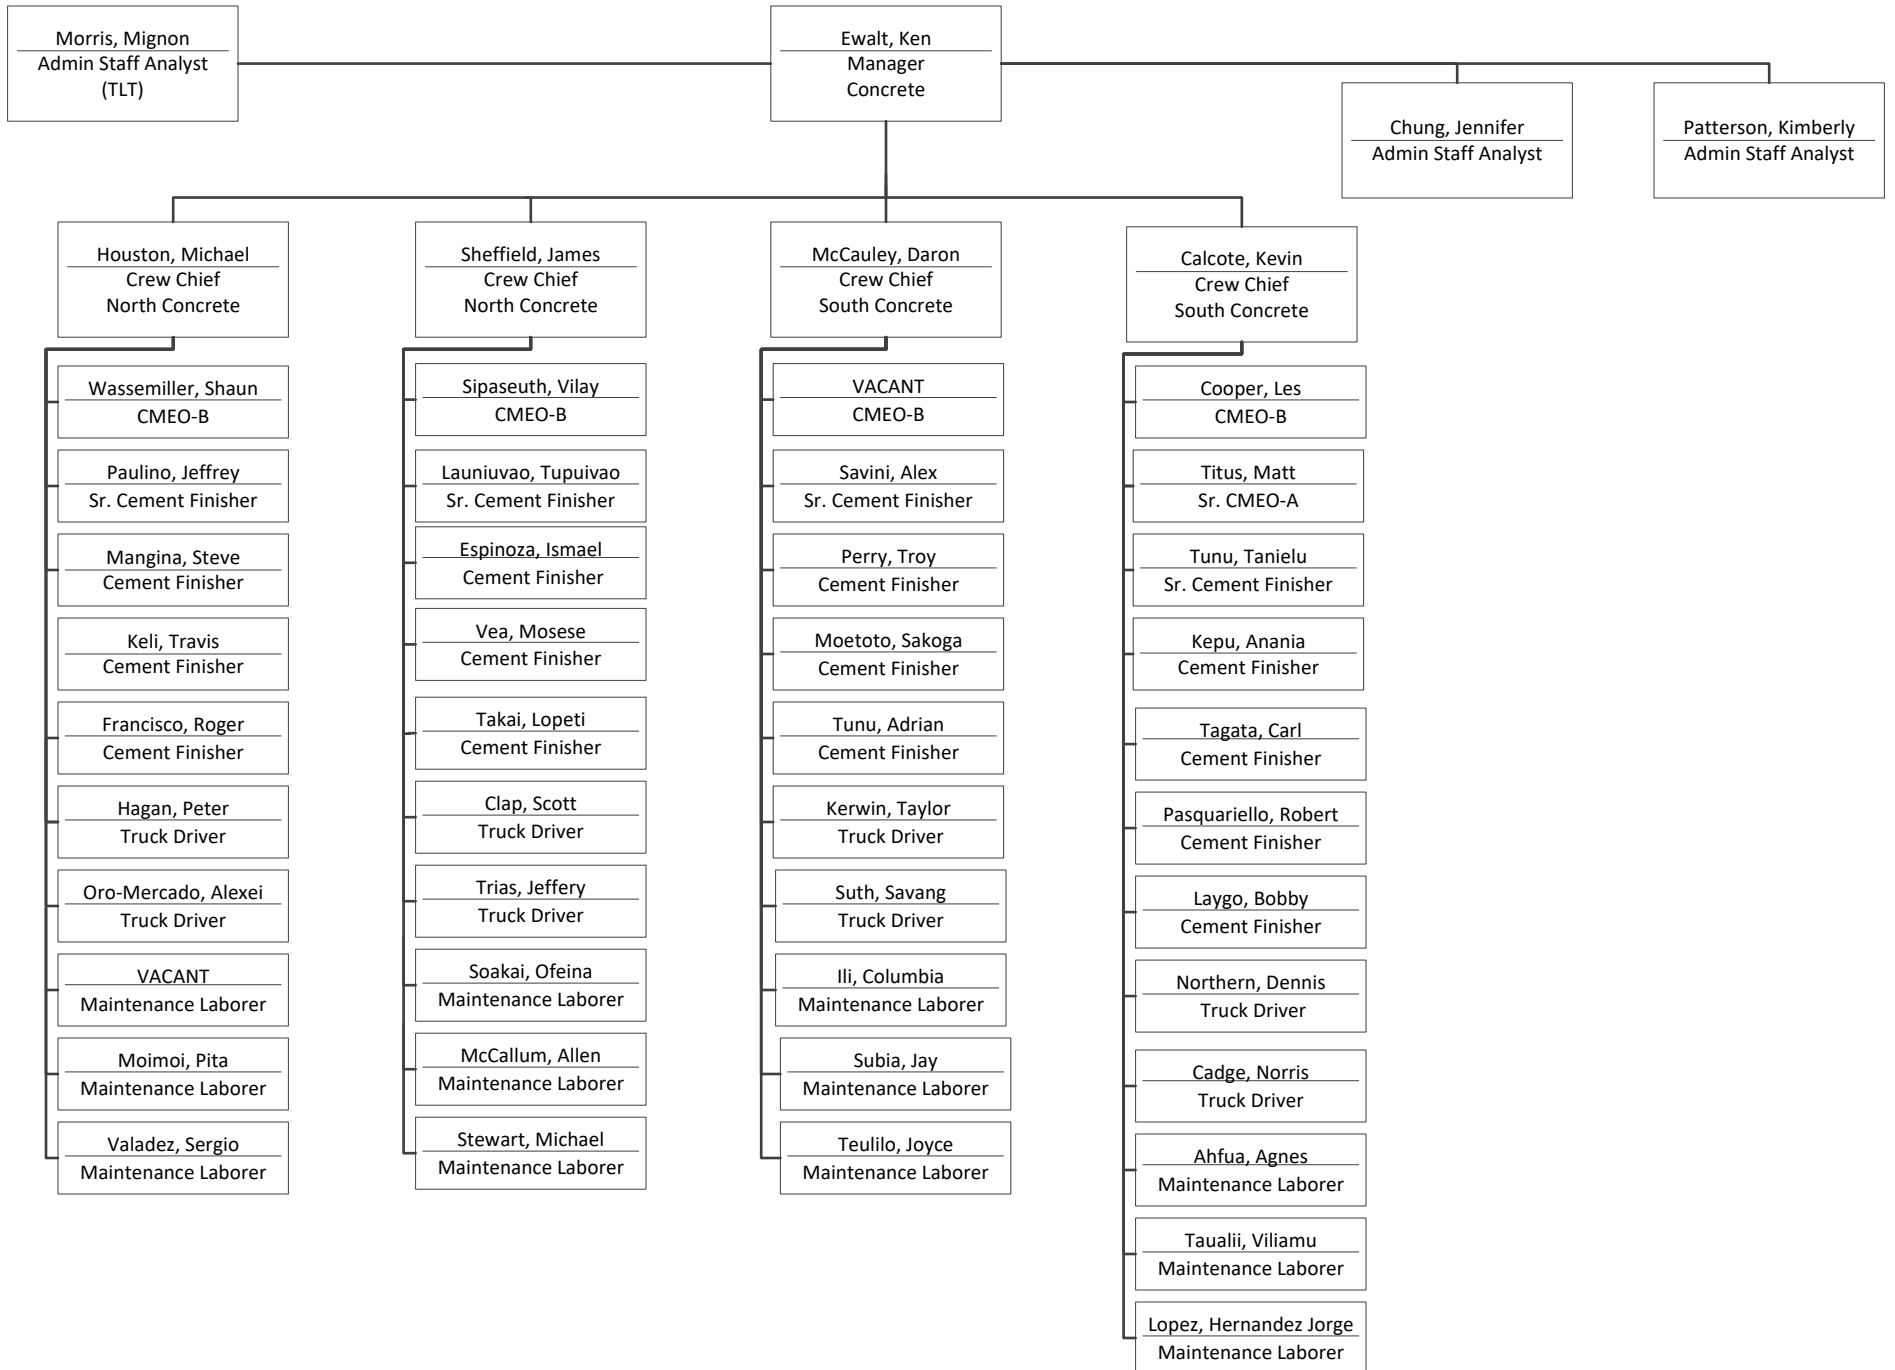 Morris, Mignon
Admin Staff Analyst
(TLT)
Ewalt, Ken
Manager
Concrete
Chung, Jennifer
Admin Staff Analyst
Patterson, Kimberly
Admin Staff Analyst
Houston, Michael
Crew Chief
North Concrete
Wassemiller, Shaun
CMEO-B
Paulino, Jeffrey
Sr. Cement Finisher
Mangina, Steve
Cement Finisher
Keli, Travis
Cement Finisher
Francisco, Roger
Cement Finisher
Hagan, Peter
Truck Driver
Oro-Mercado, Alexei
Truck Driver
VACANT
Maintenance Laborer
Moimoi, Pita
Maintenance Laborer
Valadez, Sergio
Maintenance Laborer
Sheffield, James
Crew Chief
North Concrete
Sipaseuth, Vilay
CMEO-B
Launiuvao, Tupuivao
Sr. Cement Finisher
Espinoza, Ismael
Cement Finisher
Vea, Mosese
Cement Finisher
Takai, Lopeti
Cement Finisher
Clap, Scott
Truck Driver
Trias, Jeffery
Truck Driver
Soakai, Ofeina
Maintenance Laborer
McCallum, Allen
Maintenance Laborer
Stewart, Michael
Maintenance Laborer
McCauley, Daron
Crew Chief
South Concrete
VACANT
CMEO-B
Savini, Alex
Sr. Cement Finisher
Perry, Troy
Cement Finisher
Moetoto, Sakoga
Cement Finisher
Tunu, Adrian
Cement Finisher
Kerwin, Taylor
Truck Driver
Suth, Savang
Truck Driver
Ili, Columbia
Maintenance Laborer
Subia, Jay
Maintenance Laborer
Teulilo, Joyce
Maintenance Laborer
Calcote, Kevin
Crew Chief
South Concrete
Cooper, Les
CMEO-B
Titus, Matt
Sr. CMEO-A
Tunu, Tanielu
Sr. Cement Finisher
Kepu, Anania
Cement Finisher
Tagata, Carl
Cement Finisher
Pasquariello, Robert
Cement Finisher
Laygo, Bobby
Cement Finisher
Northern, Dennis
Truck Driver
Cadge, Norris
Truck Driver
Ahfua, Agnes
Maintenance Laborer
Taualii, Viliamu
Maintenance Laborer
Lopez, Hernandez Jorge
Maintenance Laborer